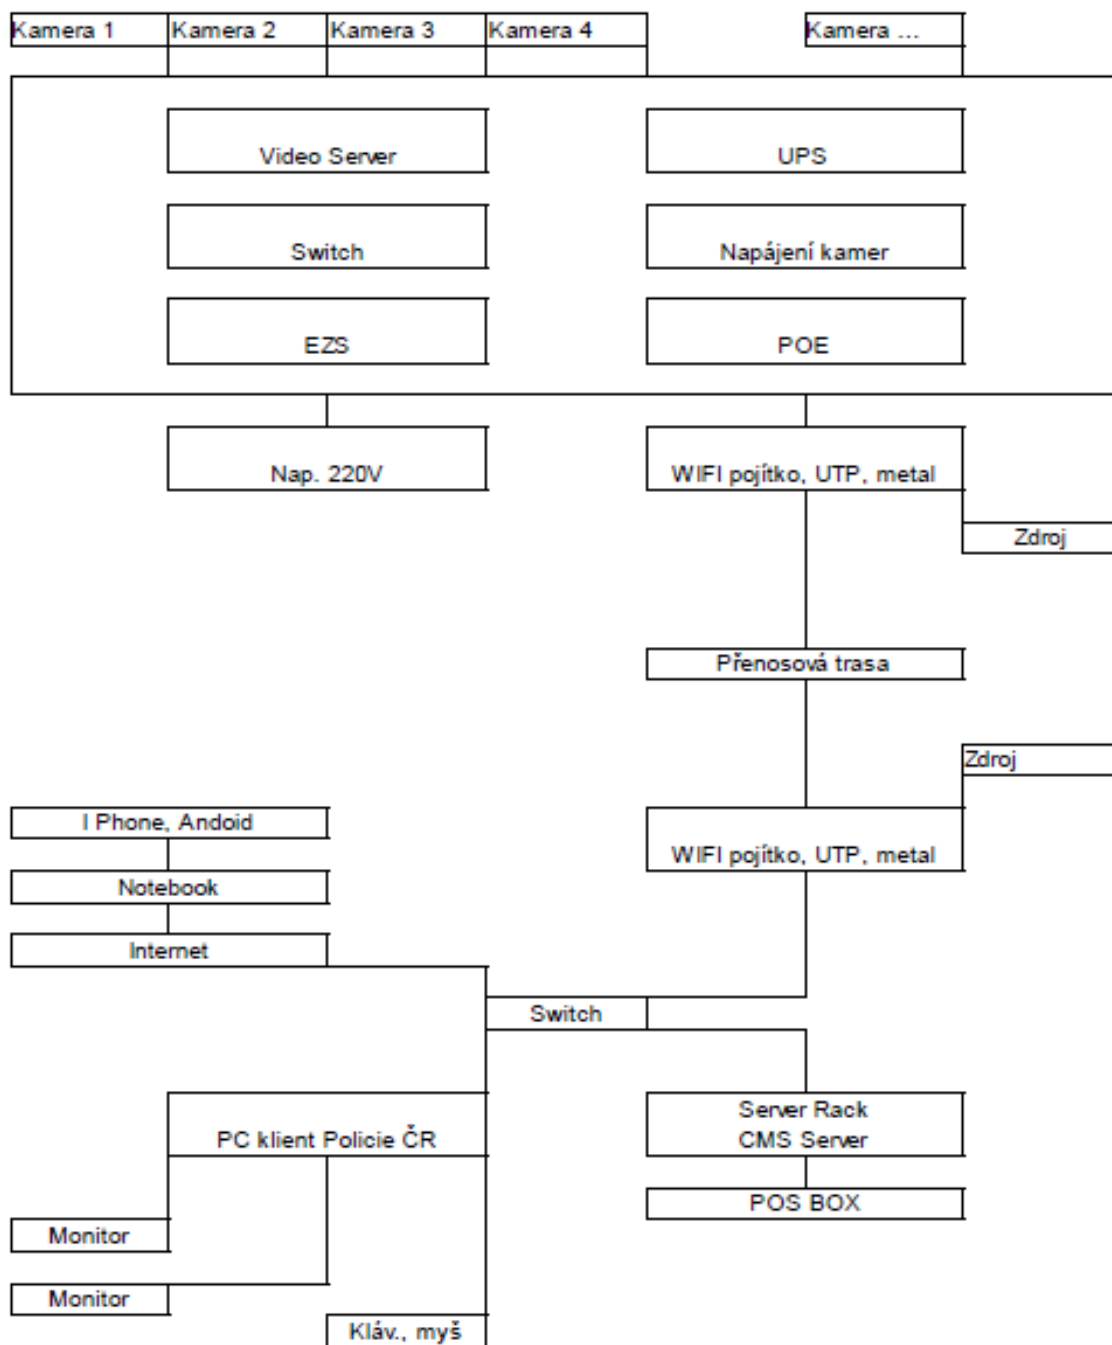 Kamera 1
Kamera 2
Kamera 3
Kamera 4
Kamera ...
Video Server
UPS
Switch
Napájení kamer
EZS
POE
Nap. 220V
WIFI pojítko, UTP, metal
Zdroj
Přenosová trasa
Zdroj
I Phone, Andoid
WIFI pojítko, UTP, metal
Notebook
Internet
Switch
Server Rack
PC klient Policie ČR
CMS Server
POS BOX
Monitor
Monitor
Kláv., myš